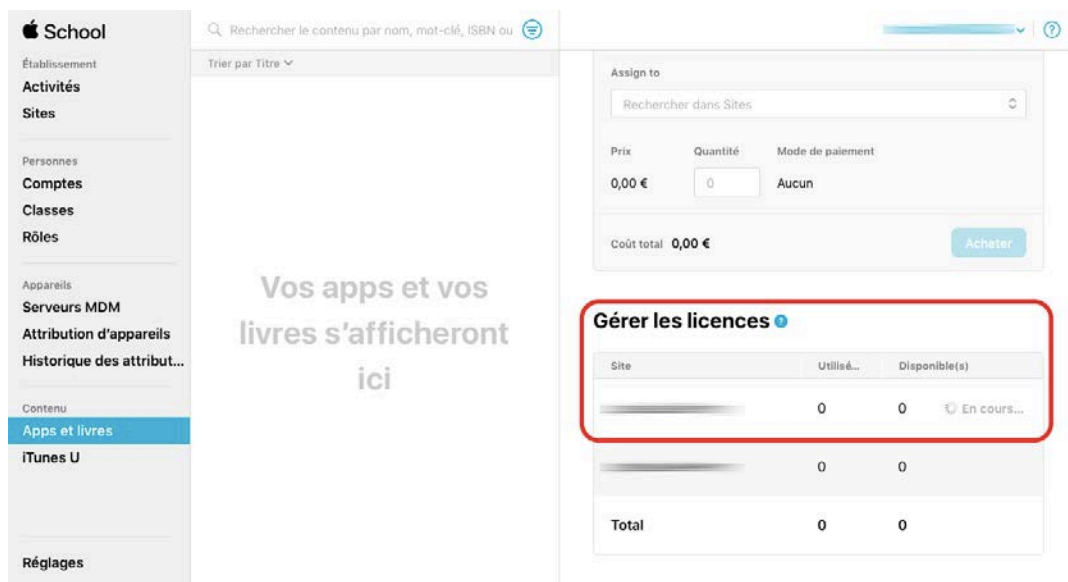 School
Établissement
Activités
Sites
Personnes
Comptes
Classes
Rôles
Appareils
Serveurs MDM
Attribution d'appareils
Historique des attribut...
Contenu
Apps et livres
iTunes U
Réglages
Rechercher le contenu par nom, mot-clé, ISBN ou
Trier par Titre
Vos apps et vos
livres s'afficheront
ici
?
Assign to
Rechercher dans Sites
Prix Quantité Mode de paiement
0,00 € 0 Aucun
Coût total 0,00 € Acheter
Gérer les licences ?
Site Utilisé... Disponible(s)
0 0 En cours...
0 0
Total 0 0